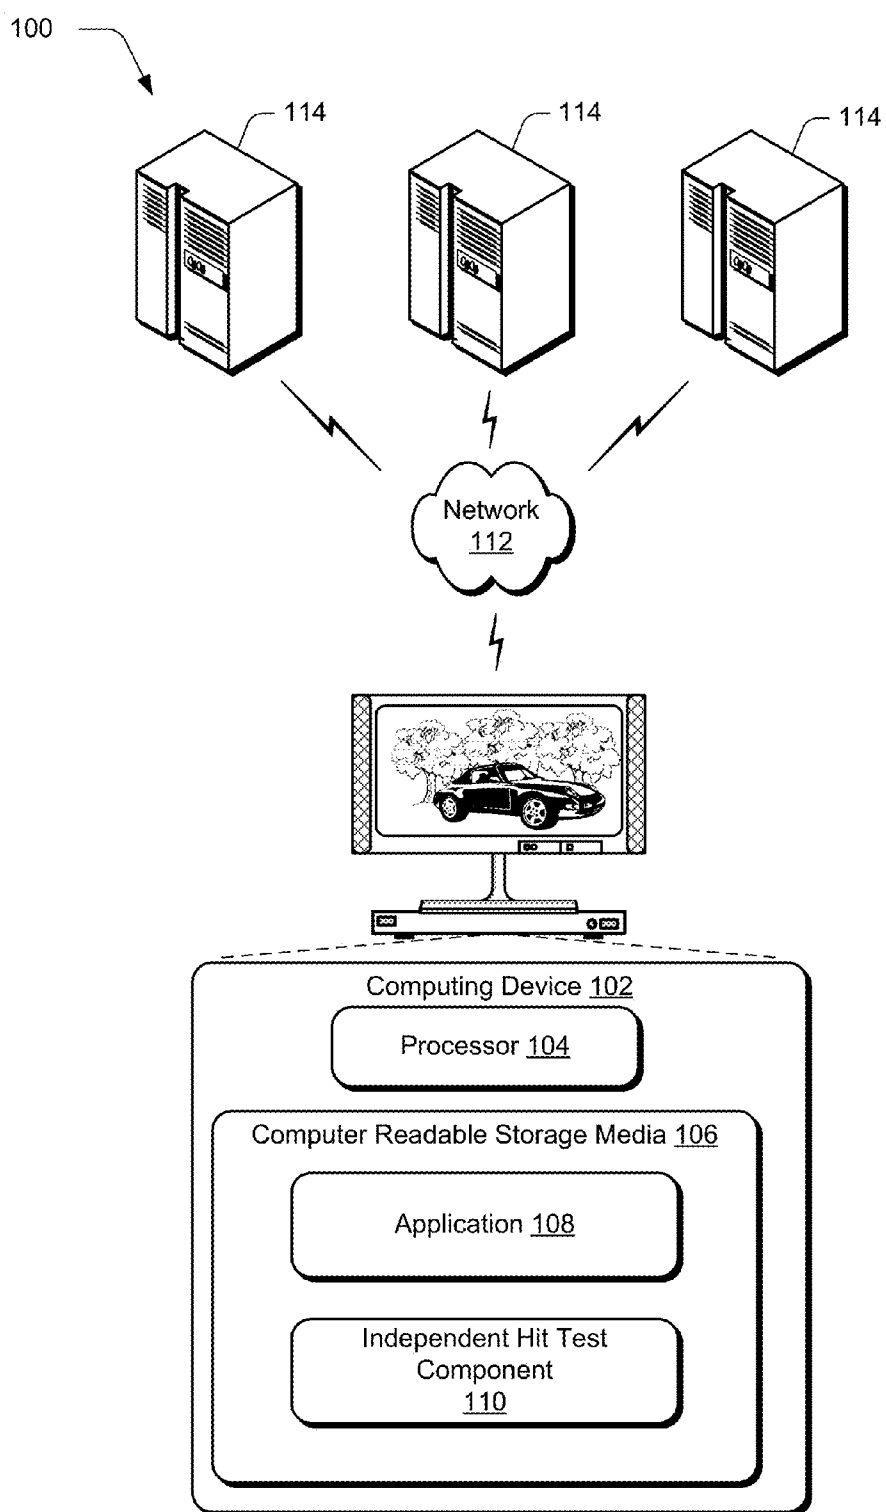 100
114
114
114
Network
112
Computing Device 102
Processor 104
Computer Readable Storage Media 106
Application 108
Independent Hit Test
Component
110